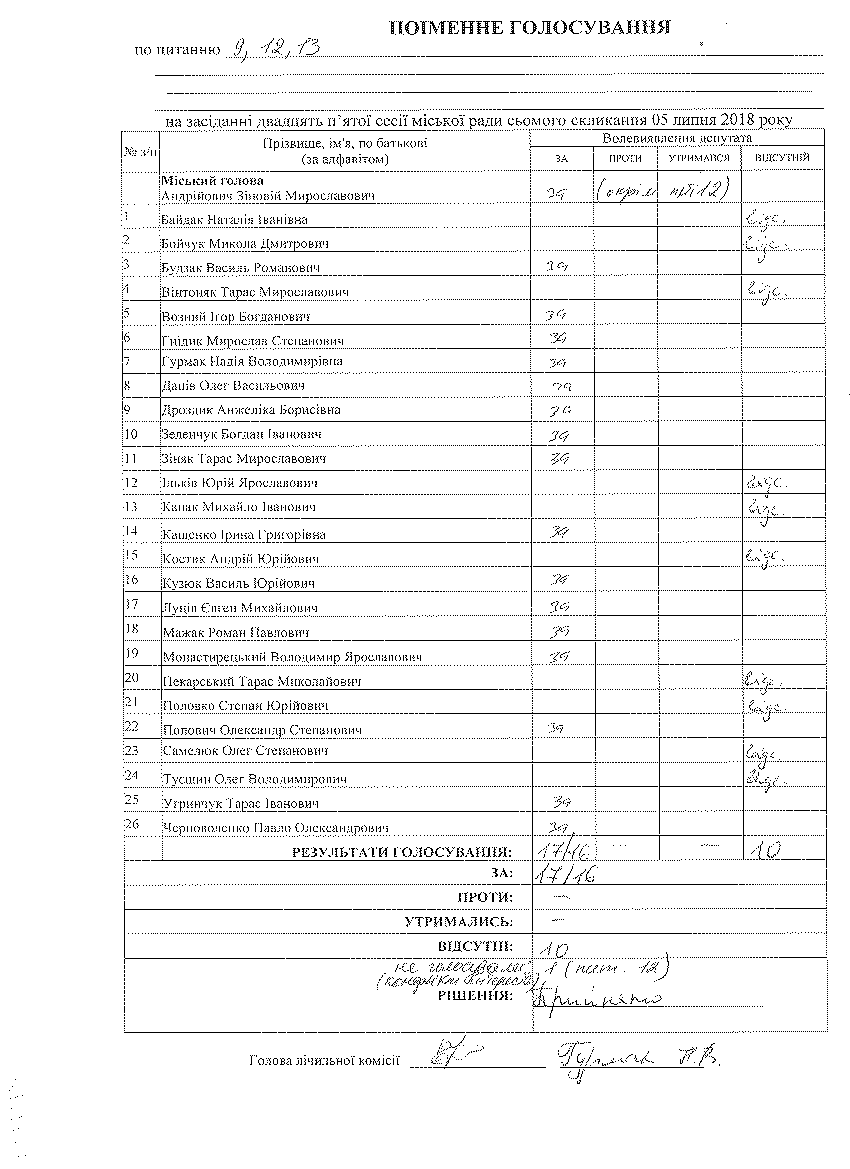 ПОІМЕННЕ ГОЛОСУВАННЯ
по питанню 9, 12, 13
на засіданні двадцять п'ятої сесії міської ради сьомого скликання 05 липня 2018 року
№ з/п Прізвище, ім'я, по батькові (за алфавітом) Волевиявлення депутата
ЗА ПРОТИ УТРИМАВСЯ ВІДСУТНІЙ
Міський голова
Андрійович Зіновій Мирославович за (окрім пит.12)
1 Байдак Наталія Іванівна відс.
2 Бойчук Микола Дмитрович відс.
3 Будзак Василь Романович за
4 Вінтоняк Тарас Мирославович відс.
5 Возний Ігор Богданович за
6 Гнідик Мирослав Степанович за
7 Гурмак Надія Володимирівна за
8 Даців Олег Васильович за
9 Дроздик Анжеліка Борисівна за
10 Зеленчук Богдан Іванович за
11 Зіняк Тарас Мирославович за
12 Ільків Юрій Ярославович відс.
13 Капак Михайло Іванович відс.
14 Кащенко Ірина Григорівна за
15 Костик Андрій Юрійович відс.
16 Кузюк Василь Юрійович за
17 Луців Євген Михайлович за
18 Мажак Роман Павлович за
19 Монастирецький Володимир Ярославович за
20 Пекарський Тарас Миколайович відс.
21 Половко Степан Юрійович відс.
22 Попович Олександр Степанович за
23 Самелюк Олег Степанович відс.
24 Тусшин Олег Володимирович відс.
25 Угринчук Тарас Іванович за
26 Черноволенко Павло Олександрович за
РЕЗУЛЬТАТИ ГОЛОСУВАННЯ: 17/16 — — 10
ЗА: 17/16
ПРОТИ: —
УТРИМАЛИСЬ: —
ВІДСУТНІ: 10
не голосували: 1 (пит. 12)
(конфлікт інтересів)
РІШЕННЯ: Прийнято
Голова лічильної комісії Гурмак Н.В.